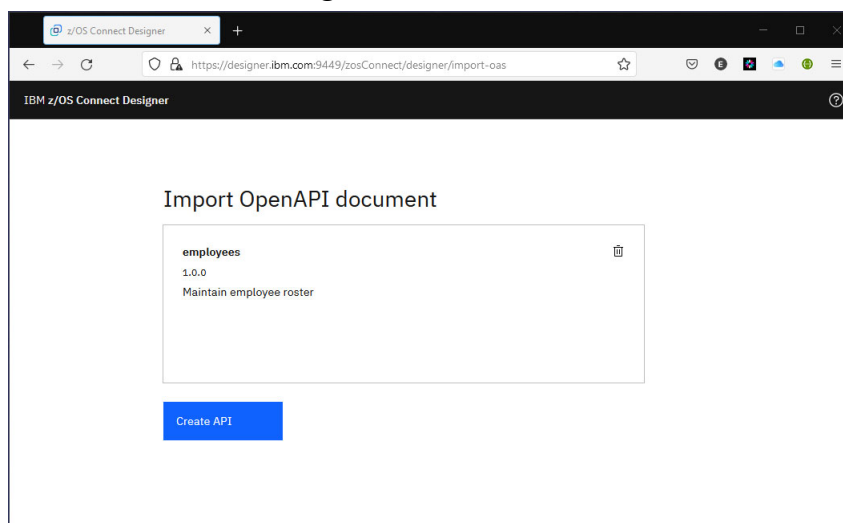 z/OS Connect Designer
https://designer.ibm.com:9449/zosConnect/designer/import-oas
IBM z/OS Connect Designer
Import OpenAPI document
employees
1.0.0
Maintain employee roster
Create API